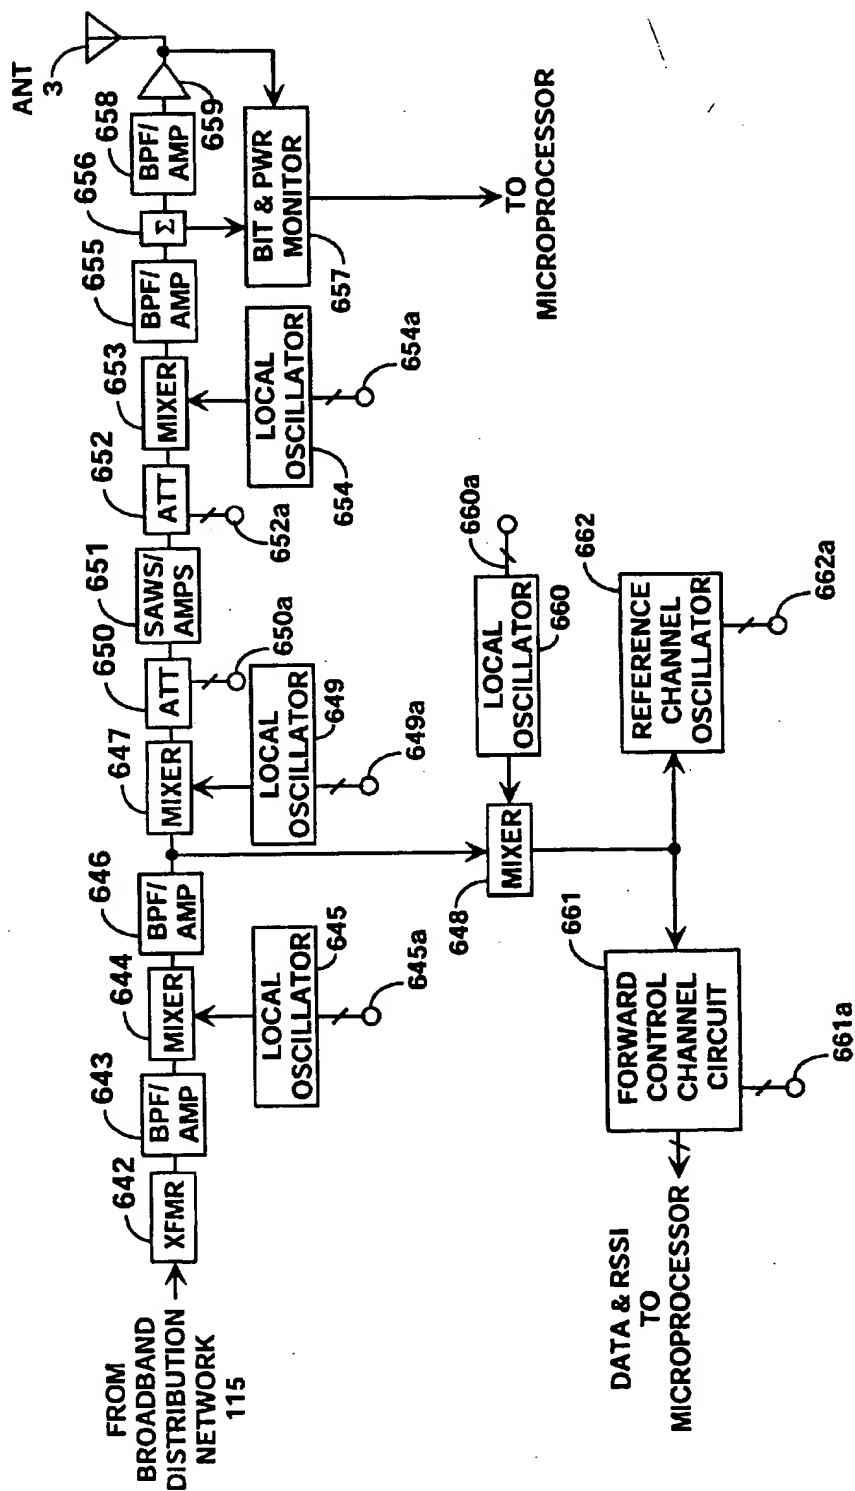 FROM
BROADBAND
DISTRIBUTION
NETWORK
115
642
XFMR
643
BPF/
AMP
644
MIXER
LOCAL
OSCILLATOR
645
645a
646
BPF/
AMP
647
MIXER
LOCAL
OSCILLATOR
649
649a
650
ATT
650a
651
SAWS/
AMPS
652
ATT
652a
653
MIXER
LOCAL
OSCILLATOR
654
654a
655
BPF/
AMP
656
Σ
BIT & PWR
MONITOR
657
658
BPF/
AMP
659
ANT
3
TO
MICROPROCESSOR
MIXER
648
LOCAL
OSCILLATOR
660
660a
661
FORWARD
CONTROL
CHANNEL
CIRCUIT
661a
662
REFERENCE
CHANNEL
OSCILLATOR
662a
DATA & RSSI
TO
MICROPROCESSOR